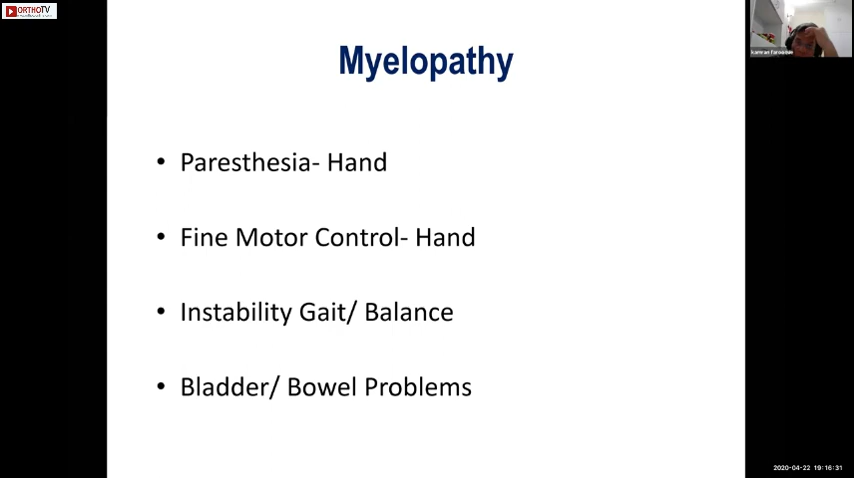 ORTHOTV
Myelopathy
• Paresthesia- Hand
• Fine Motor Control- Hand
• Instability Gait/ Balance
• Bladder/ Bowel Problems
2020-04-22 19:16:31